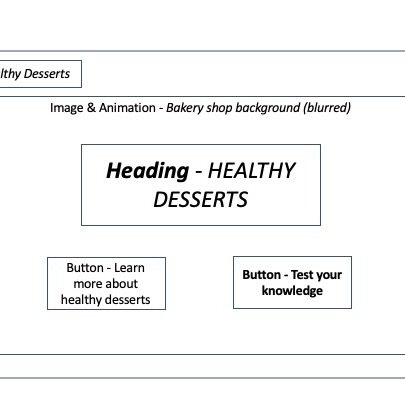 lthy Desserts
Image & Animation - Bakery shop background (blurred)
Heading - HEALTHY
DESSERTS
Button - Learn
more about
healthy desserts
Button - Test your
knowledge